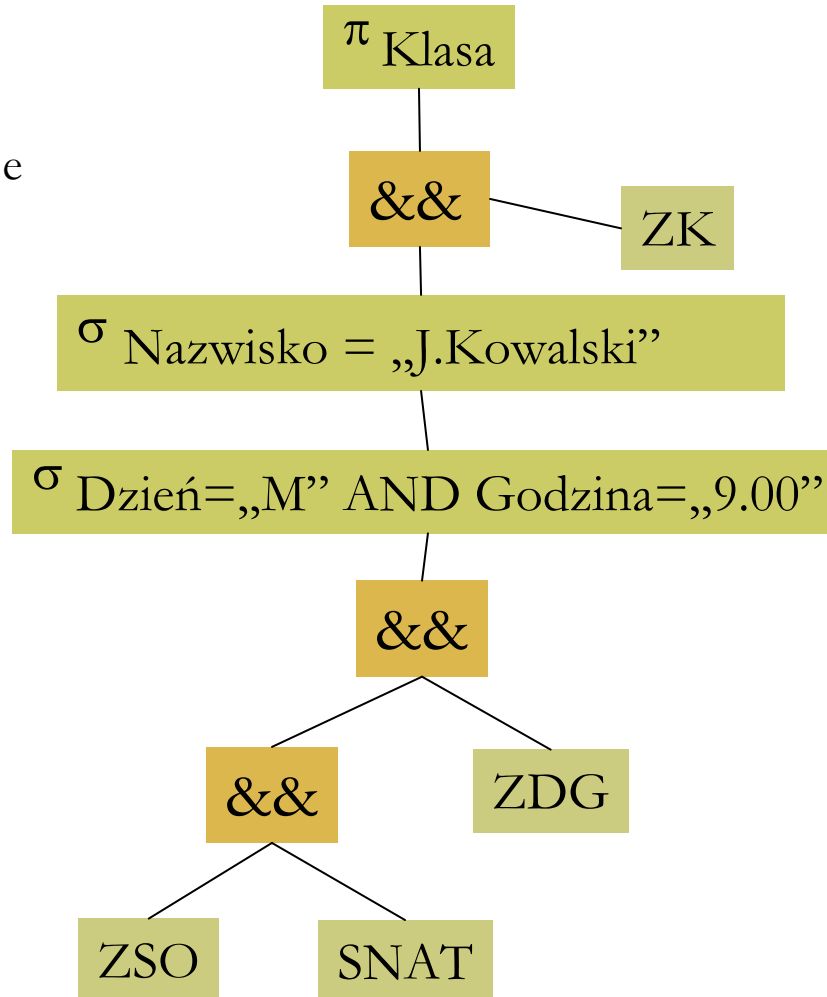 π Klasa
e
&&
ZK
σ Nazwisko = „J.Kowalski”
σ Dzień=„M” AND Godzina=„9.00”
&&
&&
ZDG
ZSO
SNAT